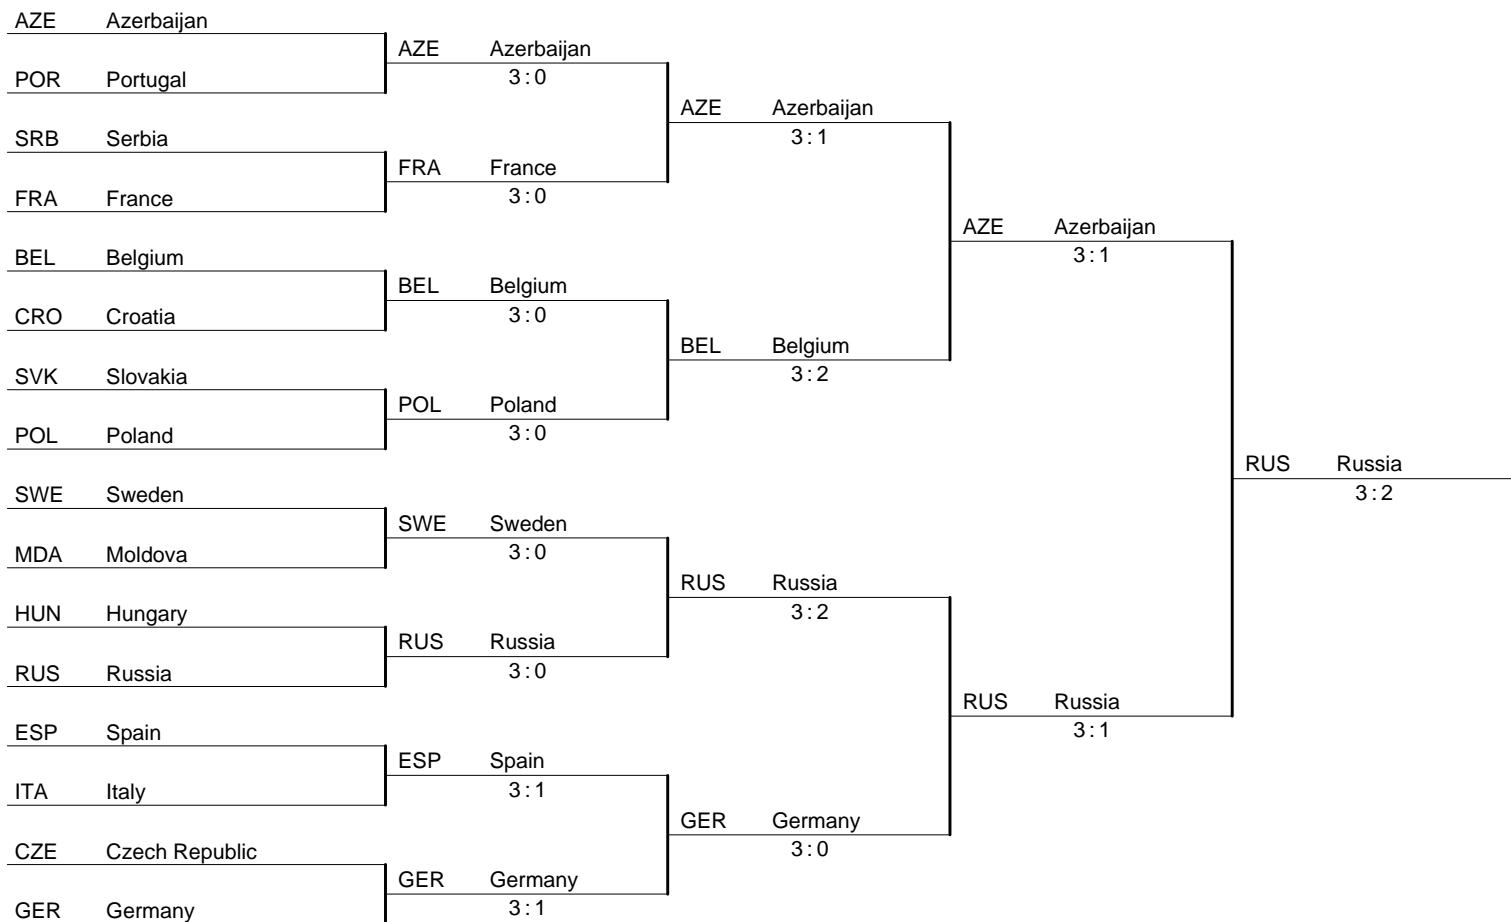 AZE Azerbaijan
AZE Azerbaijan
3:0
POR Portugal
AZE Azerbaijan
3:1
SRB Serbia
FRA France
3:0
FRA France
AZE Azerbaijan
3:1
BEL Belgium
BEL Belgium
3:0
CRO Croatia
BEL Belgium
3:2
SVK Slovakia
POL Poland
3:0
POL Poland
RUS Russia
3:2
SWE Sweden
SWE Sweden
3:0
MDA Moldova
RUS Russia
3:2
HUN Hungary
RUS Russia
3:0
RUS Russia
RUS Russia
3:1
ESP Spain
ESP Spain
3:1
ITA Italy
GER Germany
3:0
CZE Czech Republic
GER Germany
3:1
GER Germany